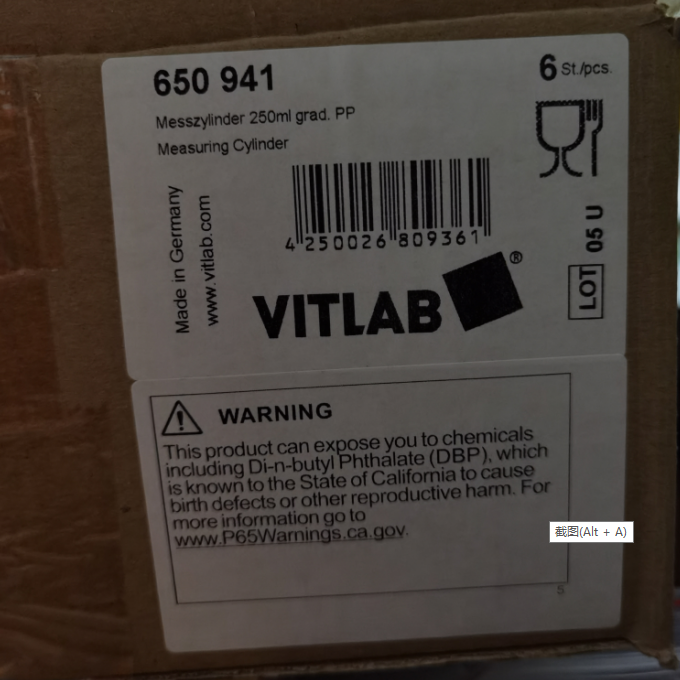 650 941
6 St./pcs.
Messzylinder 250ml grad. PP
Measuring Cylinder
Made in Germany
www.vitlab.com
4 250026 809361
LOT 05 U
VITLAB®
WARNING
This product can expose you to chemicals
including Di-n-butyl Phthalate (DBP), which
is known to the State of California to cause
birth defects or other reproductive harm. For
more information go to
www.P65Warnings.ca.gov.
截图(Alt + A)
5